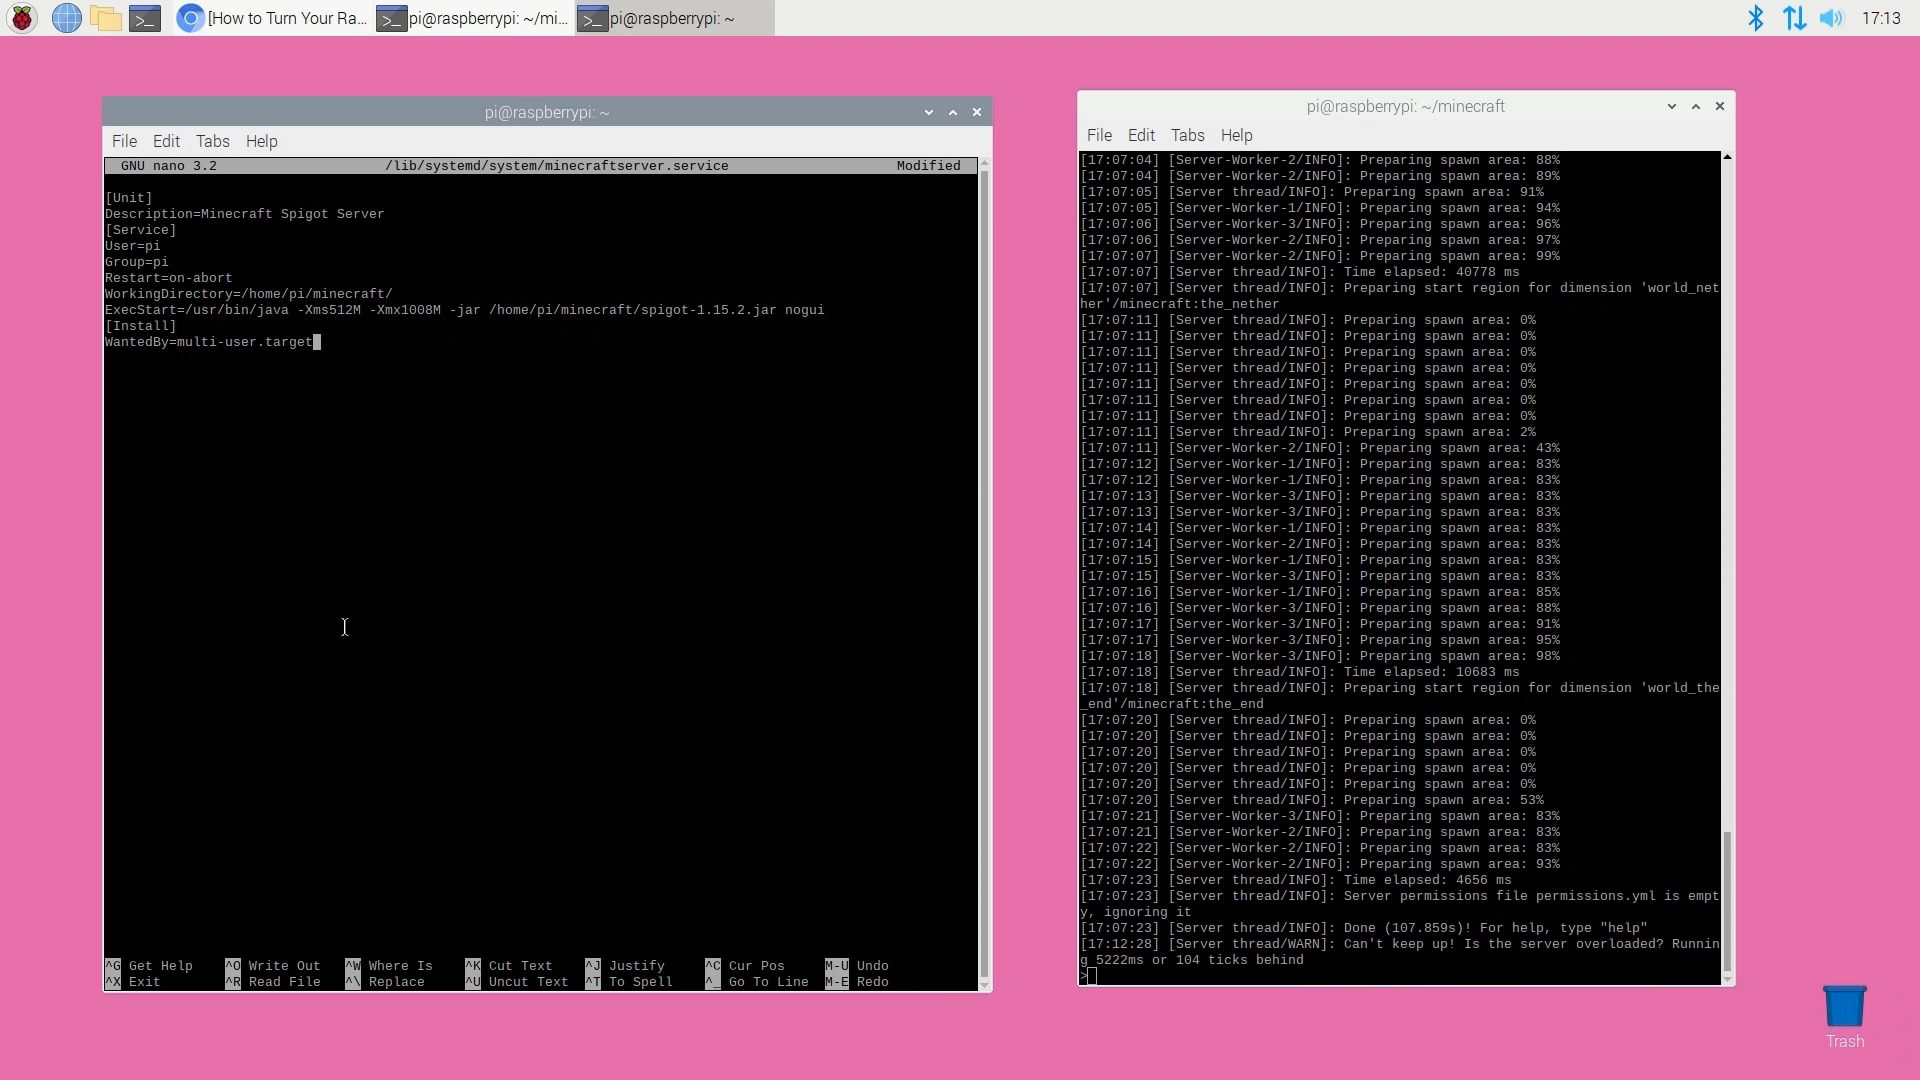 [How to Turn Your Ra...
pi@raspberrypi: ~/mi...
pi@raspberrypi: ~
17:13
pi@raspberrypi: ~
File Edit Tabs Help
GNU nano 3.2 /lib/systemd/system/minecraftserver.service Modified
[Unit]
Description=Minecraft Spigot Server
[Service]
User=pi
Group=pi
Restart=on-abort
WorkingDirectory=/home/pi/minecraft/
ExecStart=/usr/bin/java -Xms512M -Xmx1008M -jar /home/pi/minecraft/spigot-1.15.2.jar nogui
[Install]
WantedBy=multi-user.target
^G Get Help ^O Write Out ^W Where Is ^K Cut Text ^J Justify ^C Cur Pos M-U Undo
^X Exit ^R Read File ^\ Replace ^U Uncut Text ^T To Spell ^_ Go To Line M-E Redo
pi@raspberrypi: ~/minecraft
File Edit Tabs Help
[17:07:04] [Server-Worker-2/INFO]: Preparing spawn area: 88%
[17:07:04] [Server-Worker-2/INFO]: Preparing spawn area: 89%
[17:07:05] [Server thread/INFO]: Preparing spawn area: 91%
[17:07:05] [Server-Worker-1/INFO]: Preparing spawn area: 94%
[17:07:06] [Server-Worker-3/INFO]: Preparing spawn area: 96%
[17:07:06] [Server-Worker-2/INFO]: Preparing spawn area: 97%
[17:07:07] [Server-Worker-2/INFO]: Preparing spawn area: 99%
[17:07:07] [Server thread/INFO]: Time elapsed: 40778 ms
[17:07:07] [Server thread/INFO]: Preparing start region for dimension 'world_net
her'/minecraft:the_nether
[17:07:11] [Server thread/INFO]: Preparing spawn area: 0%
[17:07:11] [Server thread/INFO]: Preparing spawn area: 0%
[17:07:11] [Server thread/INFO]: Preparing spawn area: 0%
[17:07:11] [Server thread/INFO]: Preparing spawn area: 0%
[17:07:11] [Server thread/INFO]: Preparing spawn area: 0%
[17:07:11] [Server thread/INFO]: Preparing spawn area: 0%
[17:07:11] [Server thread/INFO]: Preparing spawn area: 0%
[17:07:11] [Server thread/INFO]: Preparing spawn area: 2%
[17:07:11] [Server-Worker-2/INFO]: Preparing spawn area: 43%
[17:07:12] [Server-Worker-1/INFO]: Preparing spawn area: 83%
[17:07:12] [Server-Worker-1/INFO]: Preparing spawn area: 83%
[17:07:13] [Server-Worker-3/INFO]: Preparing spawn area: 83%
[17:07:13] [Server-Worker-3/INFO]: Preparing spawn area: 83%
[17:07:14] [Server-Worker-1/INFO]: Preparing spawn area: 83%
[17:07:14] [Server-Worker-2/INFO]: Preparing spawn area: 83%
[17:07:15] [Server-Worker-1/INFO]: Preparing spawn area: 83%
[17:07:15] [Server-Worker-3/INFO]: Preparing spawn area: 83%
[17:07:16] [Server-Worker-1/INFO]: Preparing spawn area: 85%
[17:07:16] [Server-Worker-3/INFO]: Preparing spawn area: 88%
[17:07:17] [Server-Worker-3/INFO]: Preparing spawn area: 91%
[17:07:17] [Server-Worker-3/INFO]: Preparing spawn area: 95%
[17:07:18] [Server-Worker-3/INFO]: Preparing spawn area: 98%
[17:07:18] [Server thread/INFO]: Time elapsed: 10683 ms
[17:07:18] [Server thread/INFO]: Preparing start region for dimension 'world_the
_end'/minecraft:the_end
[17:07:20] [Server thread/INFO]: Preparing spawn area: 0%
[17:07:20] [Server thread/INFO]: Preparing spawn area: 0%
[17:07:20] [Server thread/INFO]: Preparing spawn area: 0%
[17:07:20] [Server thread/INFO]: Preparing spawn area: 0%
[17:07:20] [Server thread/INFO]: Preparing spawn area: 0%
[17:07:20] [Server thread/INFO]: Preparing spawn area: 53%
[17:07:21] [Server-Worker-3/INFO]: Preparing spawn area: 83%
[17:07:21] [Server-Worker-2/INFO]: Preparing spawn area: 83%
[17:07:22] [Server-Worker-2/INFO]: Preparing spawn area: 83%
[17:07:22] [Server-Worker-2/INFO]: Preparing spawn area: 93%
[17:07:23] [Server thread/INFO]: Time elapsed: 4656 ms
[17:07:23] [Server thread/INFO]: Server permissions file permissions.yml is empt
y, ignoring it
[17:07:23] [Server thread/INFO]: Done (107.859s)! For help, type "help"
[17:12:28] [Server thread/WARN]: Can't keep up! Is the server overloaded? Runnin
g 5222ms or 104 ticks behind
>
Trash